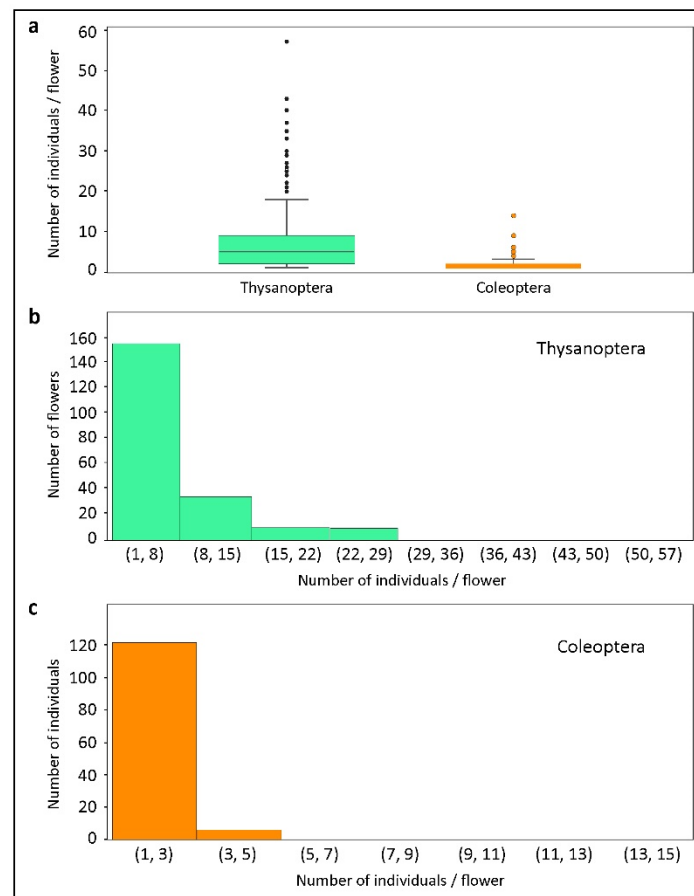 a
Number of individuals / flower
60
50
40
30
20
10
0
Thysanoptera Coleoptera
b
Thysanoptera
Number of flowers
160
140
120
100
80
60
40
20
0
(1, 8) (8, 15) (15, 22) (22, 29) (29, 36) (36, 43) (43, 50) (50, 57)
Number of individuals / flower
c
Coleoptera
Number of individuals
120
100
80
60
40
20
0
(1, 3) (3, 5) (5, 7) (7, 9) (9, 11) (11, 13) (13, 15)
Number of individuals / flower